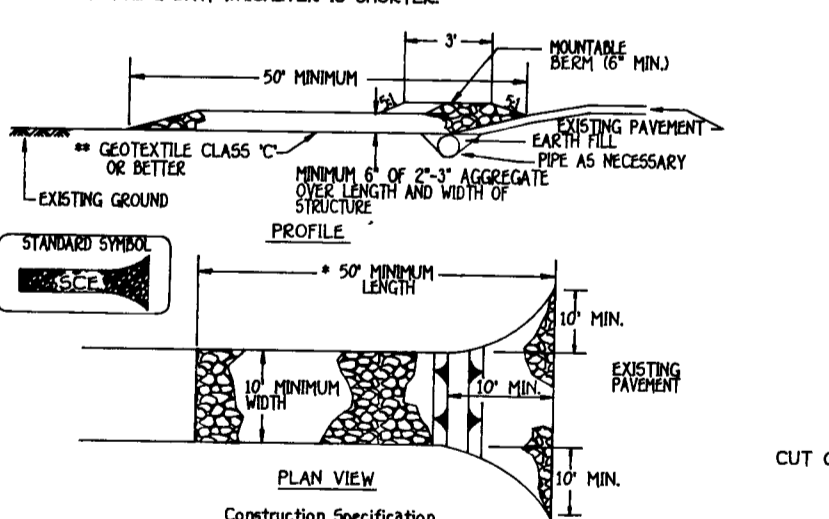 3'
MOUNTABLE
BERM (6" MIN.)
50' MINIMUM
5:1
5:1
EXISTING PAVEMENT
** GEOTEXTILE CLASS 'C'
OR BETTER
EARTH FILL
PIPE AS NECESSARY
MINIMUM 6" OF 2"-3" AGGREGATE
OVER LENGTH AND WIDTH OF
STRUCTURE
EXISTING GROUND
PROFILE
STANDARD SYMBOL
SCE
* 50' MINIMUM
LENGTH
10' MIN.
EXISTING
PAVEMENT
10' MINIMUM
WIDTH
10' MIN.
CUT
PLAN VIEW
10' MIN.
Construction Specification